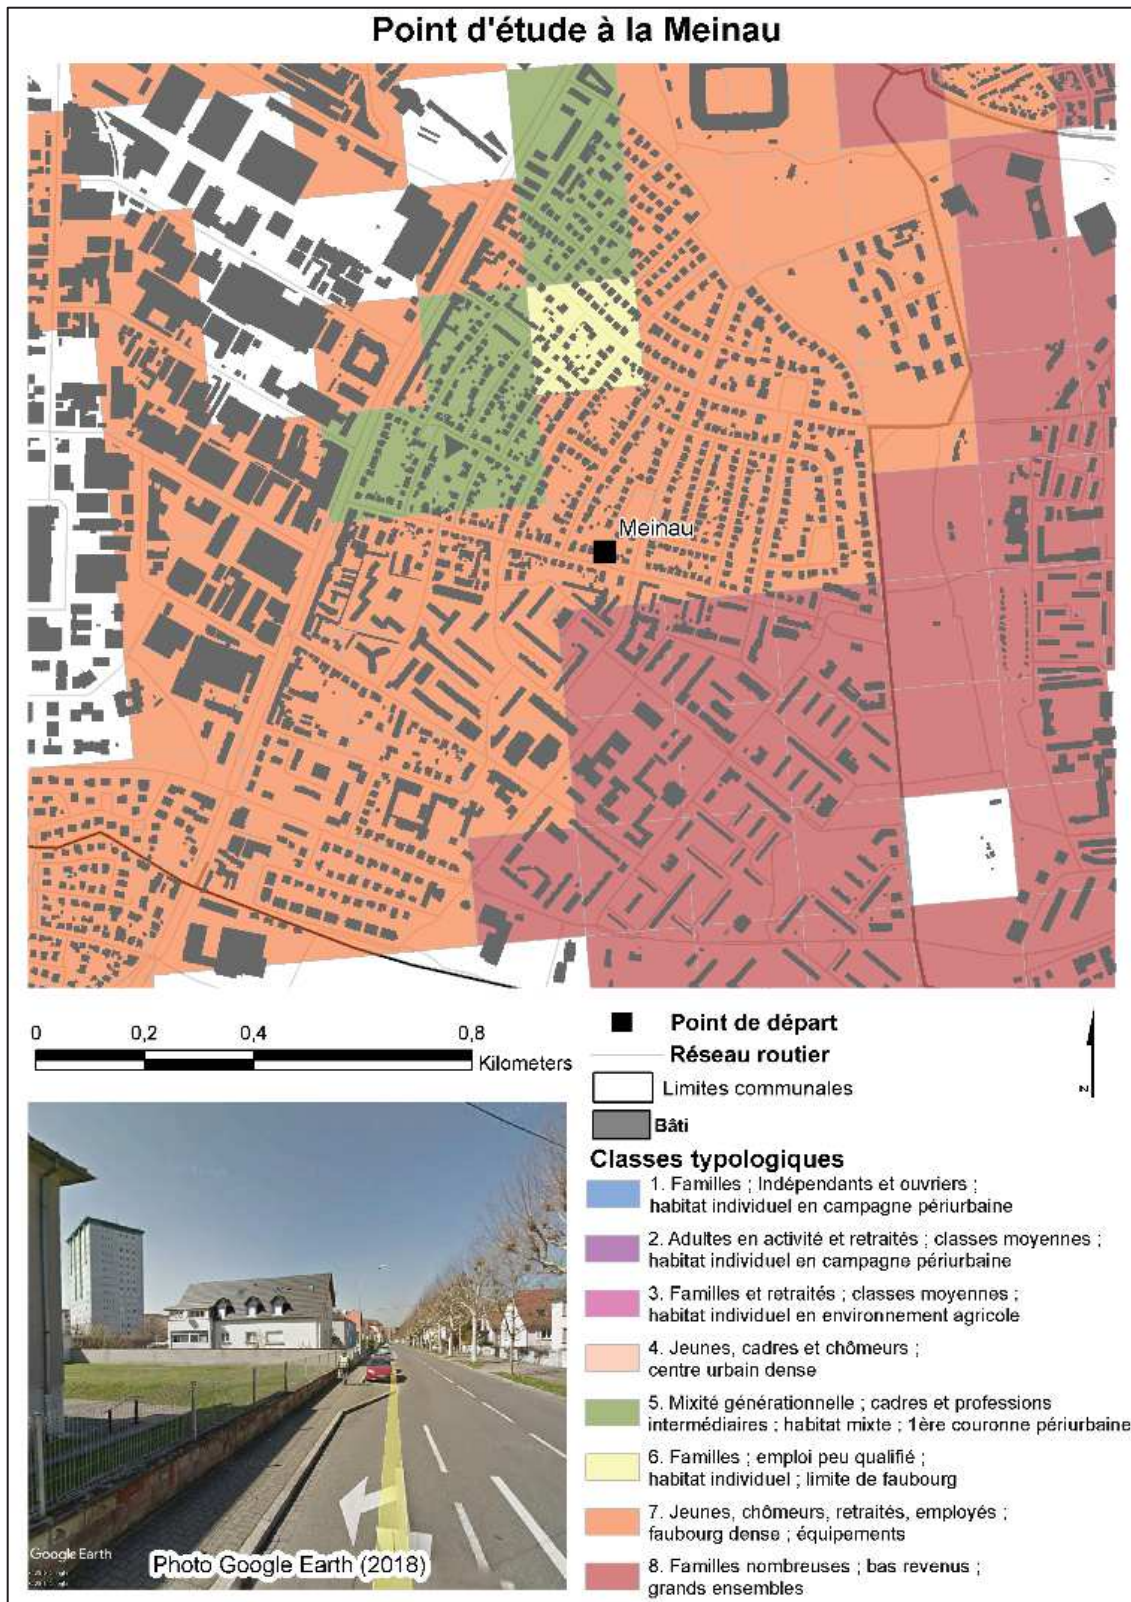 Point d'étude à la Meinau
Meinau
0 0,2 0,4 0,8
Kilometers
Point de départ
Réseau routier
Limites communales
Bâti
N
Classes typologiques
1. Familles ; Indépendants et ouvriers ;
habitat individuel en campagne périurbaine
2. Adultes en activité et retraités ; classes moyennes ;
habitat individuel en campagne périurbaine
3. Familles et retraités ; classes moyennes ;
habitat individuel en environnement agricole
4. Jeunes, cadres et chômeurs ;
centre urbain dense
5. Mixité générationnelle ; cadres et professions
intermédiaires ; habitat mixte ; 1ère couronne périurbaine
6. Familles ; emploi peu qualifié ;
habitat individuel ; limite de faubourg
7. Jeunes, chômeurs, retraités, employés ;
faubourg dense ; équipements
8. Familles nombreuses ; bas revenus ;
grands ensembles
Google Earth
Photo Google Earth (2018)